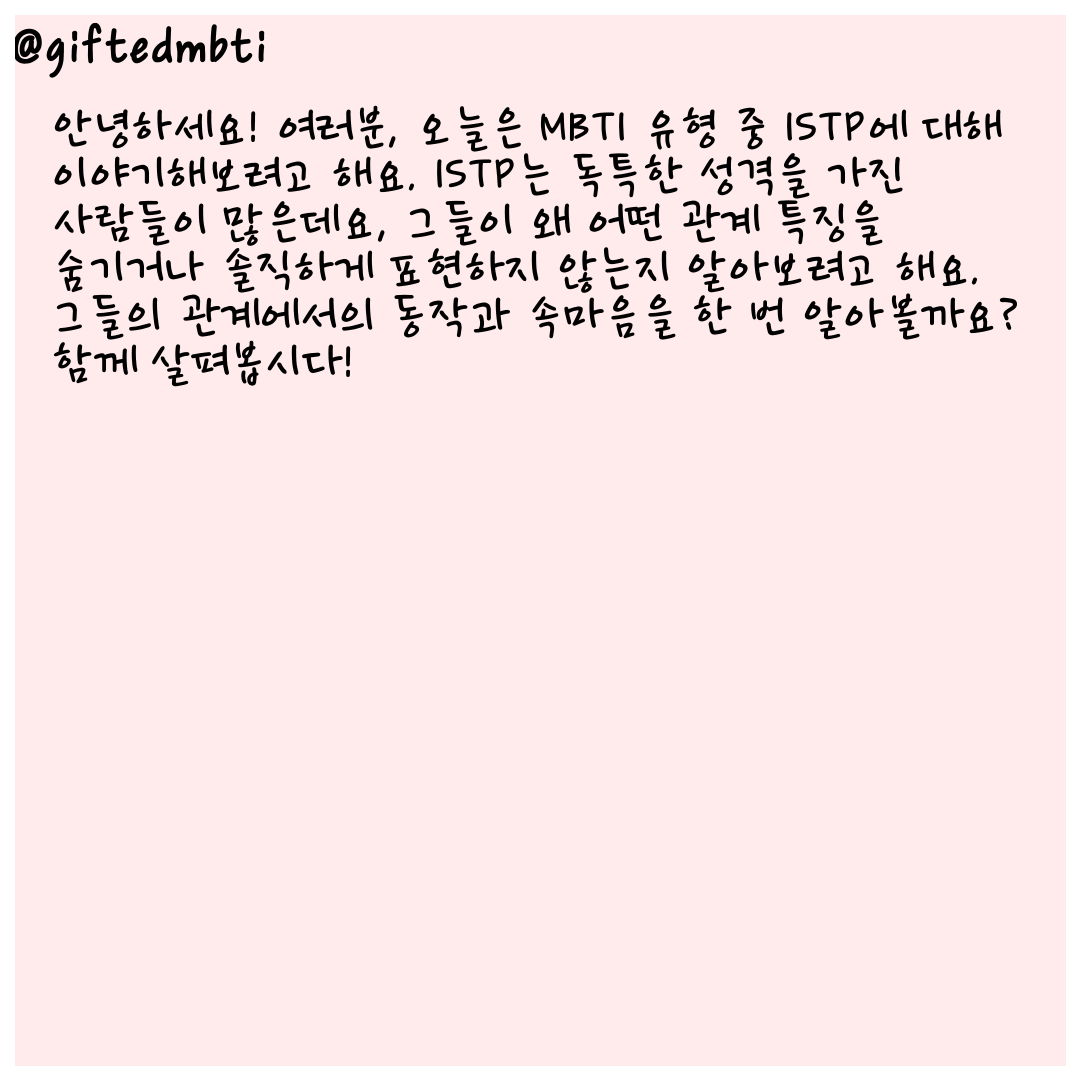 @giftedmbti
안녕하세요! 여러분, 오늘은 MBTI 유형 중 ISTP에 대해
이야기해보려고 해요. ISTP는 독특한 성격을 가진
사람들이 많은데요, 그들이 왜 어떤 관계 특징을
숨기거나 솔직하게 표현하지 않는지 알아보려고 해요.
그들의 관계에서의 동작과 속마음을 한 번 알아볼까요?
함께 살펴봅시다!